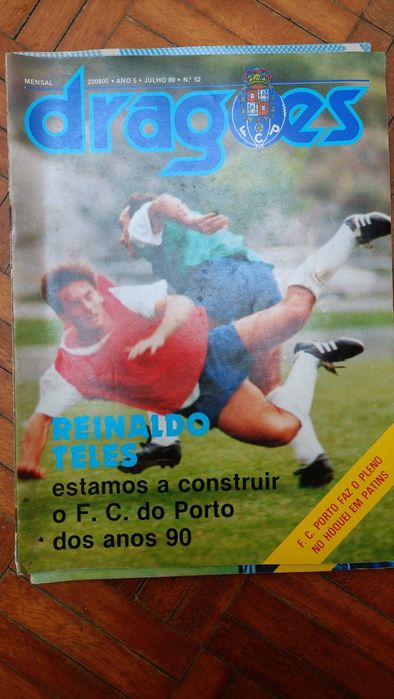 MENSAL 220$00 • ANO 5 • JULHO 89 • N.º 52
dragões
F C P
REINALDO
TELES
estamos a construir
o F. C. do Porto
dos anos 90
F. C. PORTO FAZ O PLENO
NO HÓQUEI EM PATINS